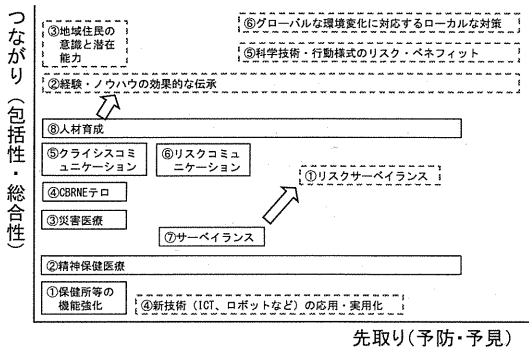 つながり（包括性・総合性）
③地域住民の
意識と潜在
能力
⑥グローバルな環境変化に対応するローカルな対策
⑤科学技術・行動様式のリスク・ベネフィット
②経験・ノウハウの効果的な伝承
⑧人材育成
⑤クライシスコミ
ュニケーション
⑥リスクコミュ
ニケーション
①リスクサーベイランス
④CBRNEテロ
③災害医療
⑦サーベイランス
②精神保健医療
①保健所等の
機能強化
④新技術（ICT、ロボットなど）の応用・実用化
先取り（予防・予見）